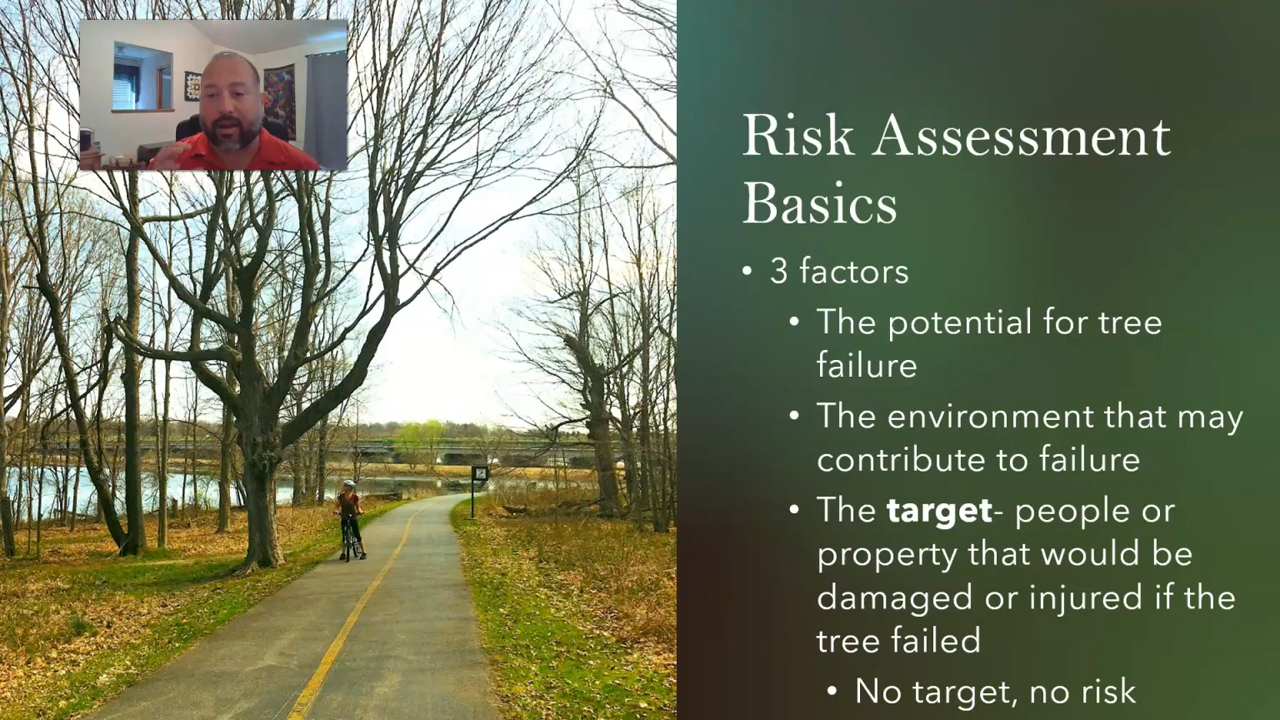 Risk Assessment
Basics
• 3 factors
• The potential for tree
failure
• The environment that may
contribute to failure
• The target- people or
property that would be
damaged or injured if the
tree failed
• No target, no risk